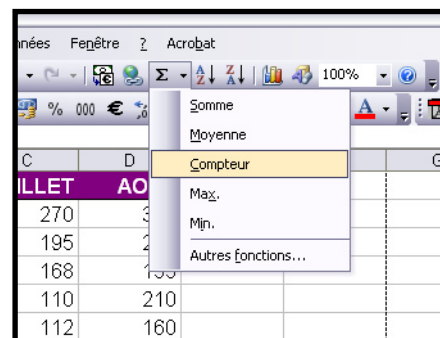 nnées Fenêtre ? Acrobat
Σ A Z Z A 100% ?
% 000 € A
Somme
Moyenne
Compteur
Max.
Min.
Autres fonctions...
C D G
ILLET AO
270
195
168
110 210
112 160